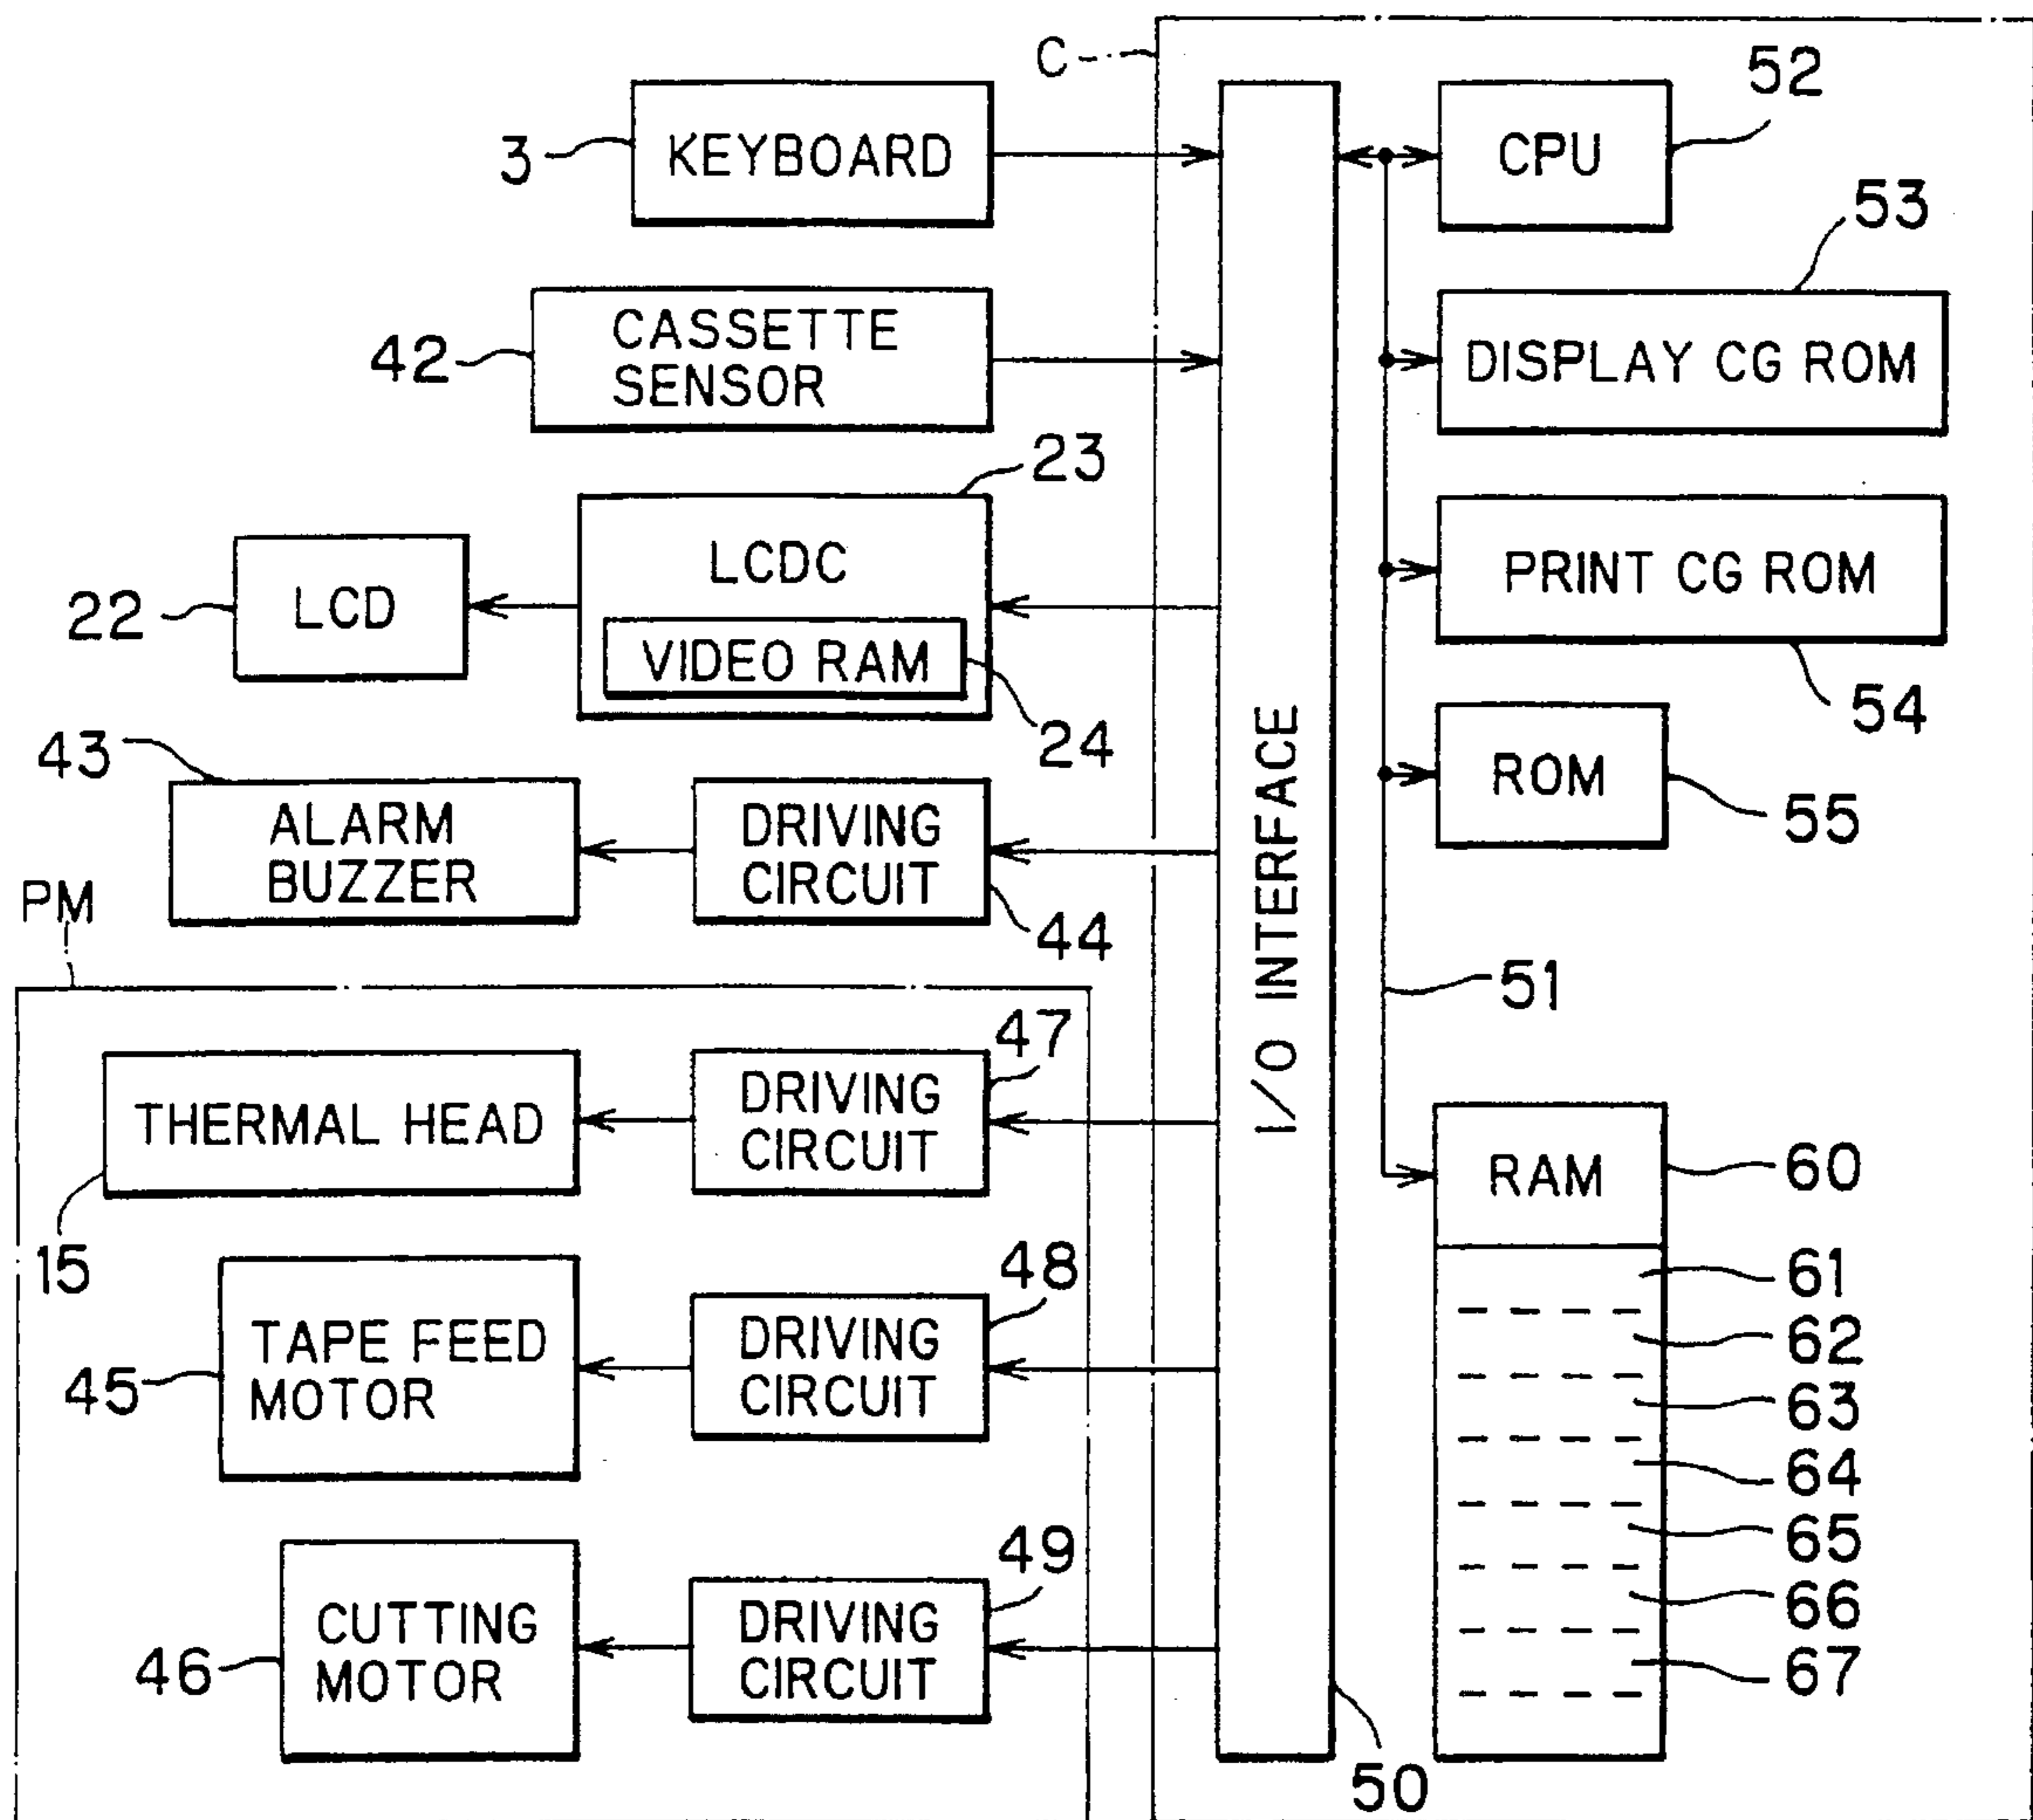 C
52
3
KEYBOARD
CPU
53
42
CASSETTE
SENSOR
DISPLAY CG ROM
23
LCDC
22
LCD
VIDEO RAM
24
PRINT CG ROM
54
43
ALARM
BUZZER
DRIVING
CIRCUIT
44
I/O INTERFACE
ROM
55
PM
51
47
THERMAL HEAD
DRIVING
CIRCUIT
15
RAM
60
61
48
TAPE FEED
MOTOR
45
DRIVING
CIRCUIT
62
63
64
49
65
CUTTING
MOTOR
46
DRIVING
CIRCUIT
66
67
50